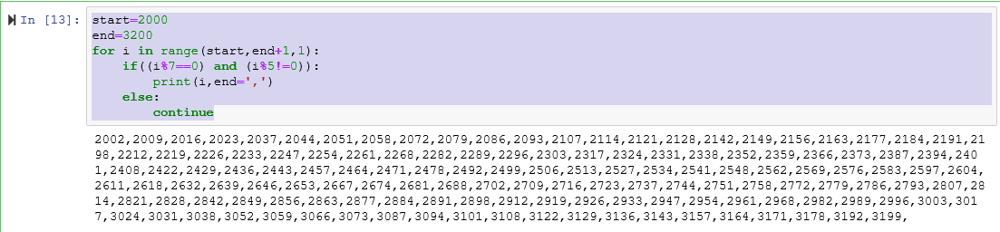 In [13]: start=2000
end=3200
for i in range(start,end+1,1):
    if((i%7==0) and (i%5!=0)):
        print(i,end=',')
    else:
        continue
2002,2009,2016,2023,2037,2044,2051,2058,2072,2079,2086,2093,2107,2114,2121,2128,2142,2149,2156,2163,2177,2184,2191,21
98,2212,2219,2226,2233,2247,2254,2261,2268,2282,2289,2296,2303,2317,2324,2331,2338,2352,2359,2366,2373,2387,2394,240
1,2408,2422,2429,2436,2443,2457,2464,2471,2478,2492,2499,2506,2513,2527,2534,2541,2548,2562,2569,2576,2583,2597,2604,
2611,2618,2632,2639,2646,2653,2667,2674,2681,2688,2702,2709,2716,2723,2737,2744,2751,2758,2772,2779,2786,2793,2807,28
14,2821,2828,2842,2849,2856,2863,2877,2884,2891,2898,2912,2919,2926,2933,2947,2954,2961,2968,2982,2989,2996,3003,301
7,3024,3031,3038,3052,3059,3066,3073,3087,3094,3101,3108,3122,3129,3136,3143,3157,3164,3171,3178,3192,3199,